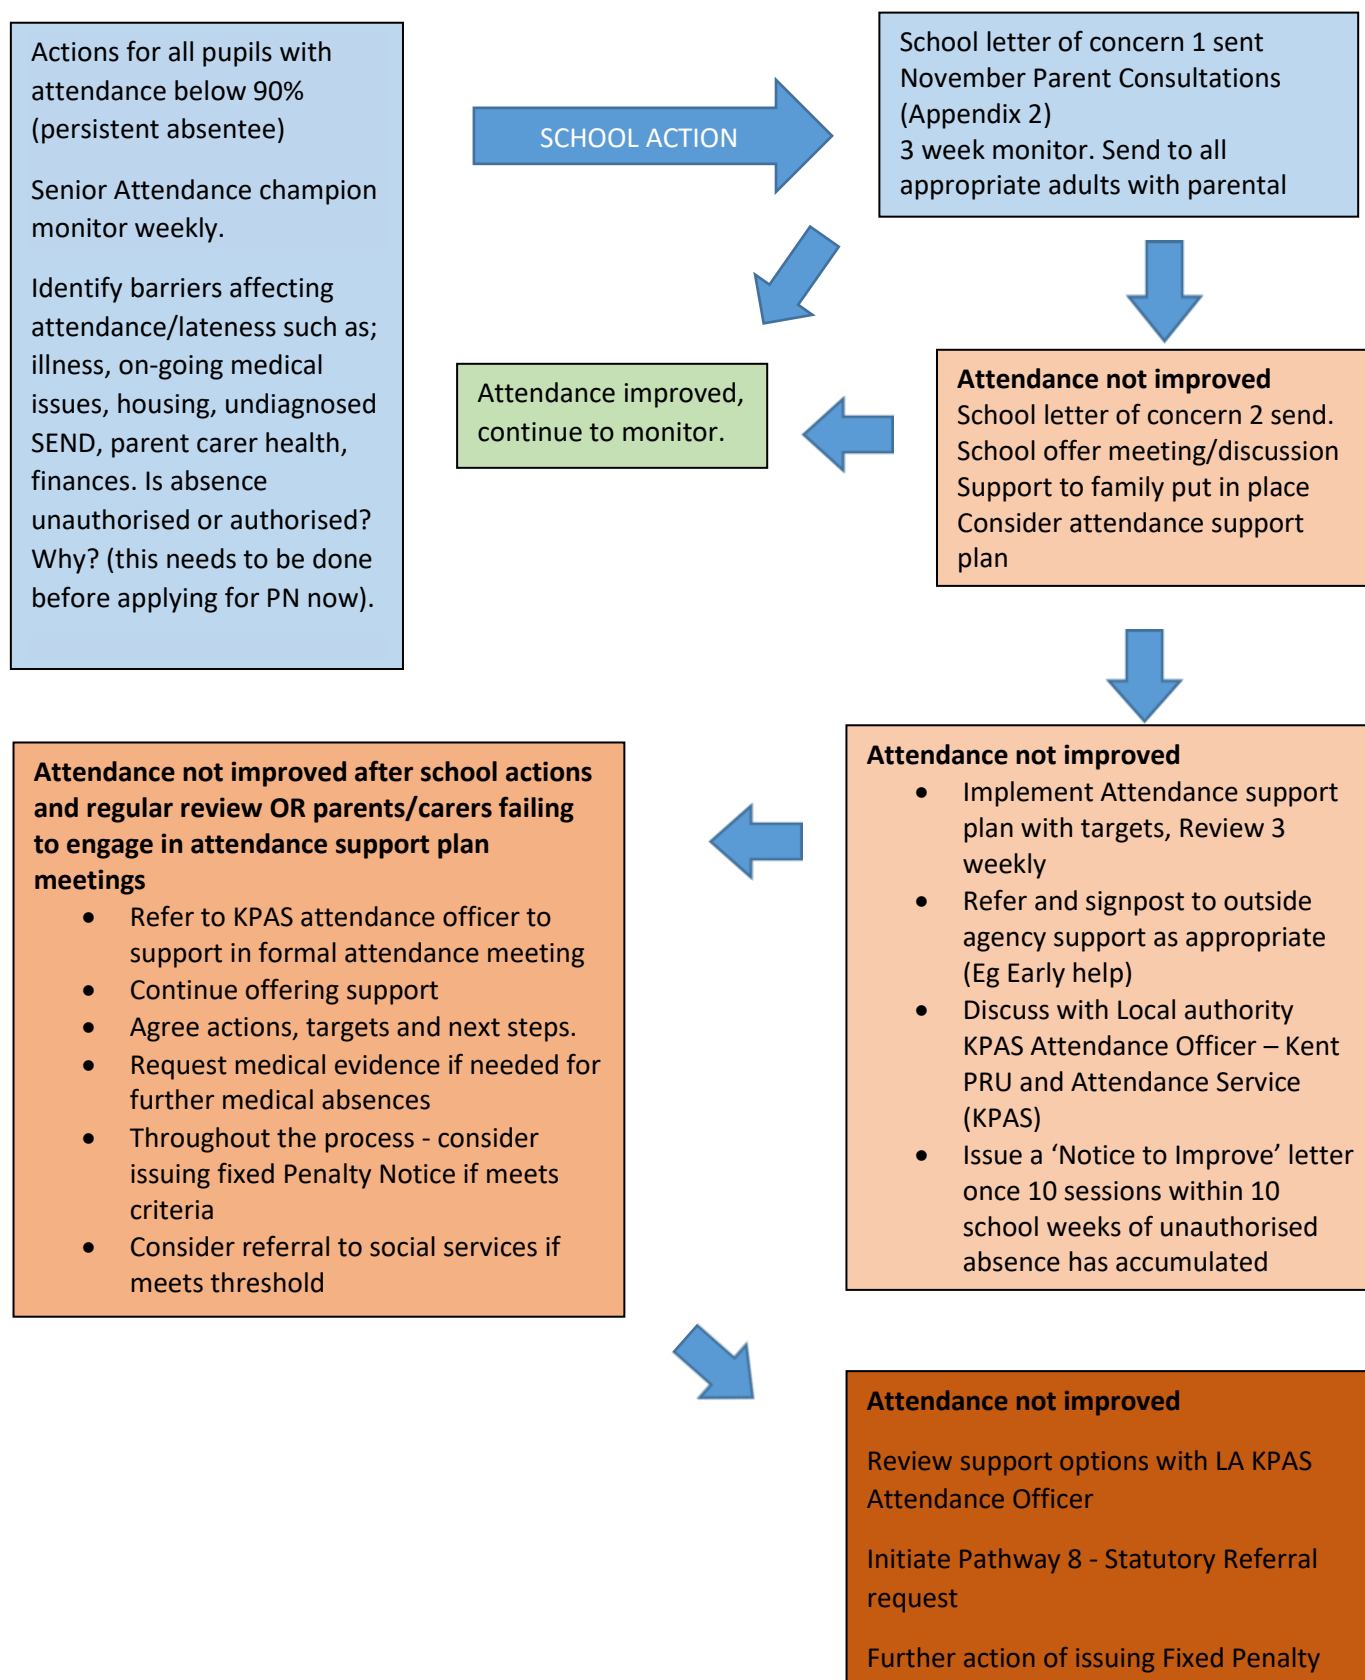 Actions for all pupils with
attendance below 90%
(persistent absentee)
Senior Attendance champion
monitor weekly.
Identify barriers affecting
attendance/lateness such as;
illness, on-going medical
issues, housing, undiagnosed
SEND, parent carer health,
finances. Is absence
unauthorised or authorised?
Why? (this needs to be done
before applying for PN now).
SCHOOL ACTION
School letter of concern 1 sent
November Parent Consultations
(Appendix 2)
3 week monitor. Send to all
appropriate adults with parental
Attendance improved,
continue to monitor.
Attendance not improved
School letter of concern 2 send.
School offer meeting/discussion
Support to family put in place
Consider attendance support
plan
Attendance not improved
• Implement Attendance support
plan with targets, Review 3
weekly
• Refer and signpost to outside
agency support as appropriate
(Eg Early help)
• Discuss with Local authority
KPAS Attendance Officer – Kent
PRU and Attendance Service
(KPAS)
• Issue a ‘Notice to Improve’ letter
once 10 sessions within 10
school weeks of unauthorised
absence has accumulated
Attendance not improved after school actions
and regular review OR parents/carers failing
to engage in attendance support plan
meetings
• Refer to KPAS attendance officer to
support in formal attendance meeting
• Continue offering support
• Agree actions, targets and next steps.
• Request medical evidence if needed for
further medical absences
• Throughout the process - consider
issuing fixed Penalty Notice if meets
criteria
• Consider referral to social services if
meets threshold
Attendance not improved
Review support options with LA KPAS
Attendance Officer
Initiate Pathway 8 - Statutory Referral
request
Further action of issuing Fixed Penalty